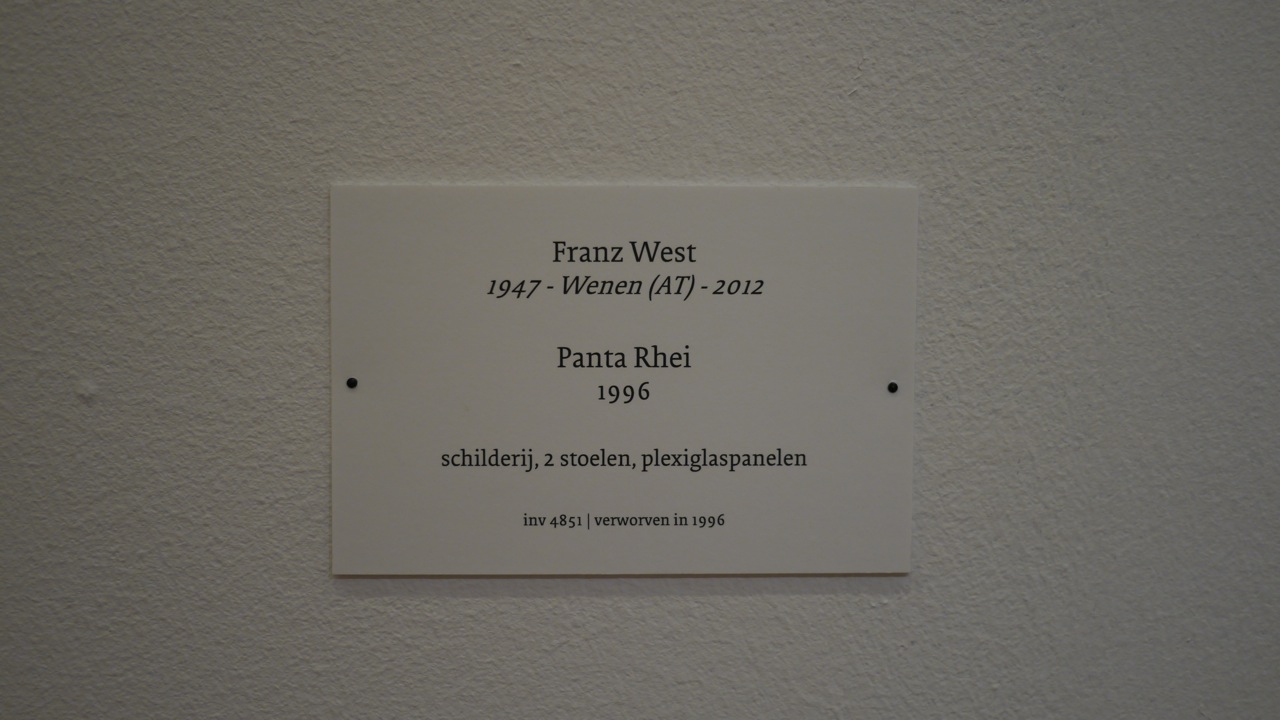 Franz West
1947 - Wenen (AT) - 2012
Panta Rhei
1996
schilderij, 2 stoelen, plexiglaspanelen
inv 4851 | verworven in 1996